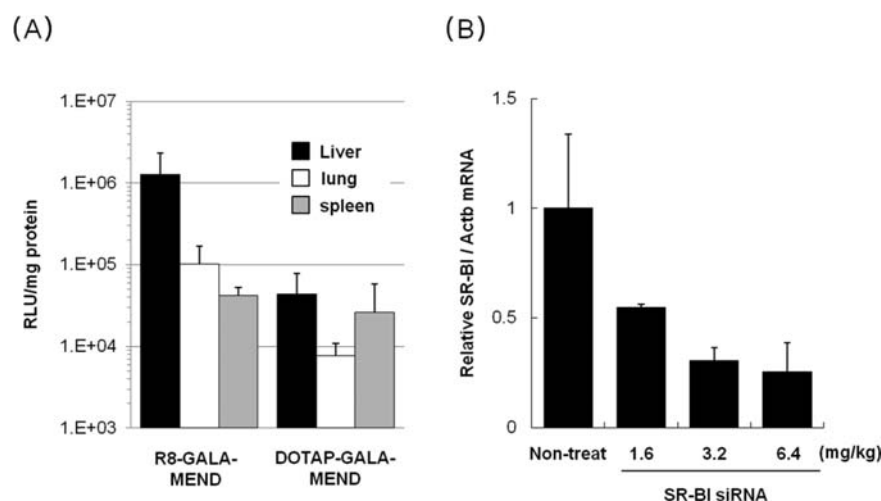 (A)
RLU/mg protein
1.E+07
1.E+06
1.E+05
1.E+04
1.E+03
Liver
lung
spleen
R8-GALA-
MEND
DOTAP-GALA-
MEND
(B)
Relative SR-BI / Actb mRNA
1.5
1
0.5
0
Non-treat
1.6
3.2
6.4
(mg/kg)
SR-BI siRNA